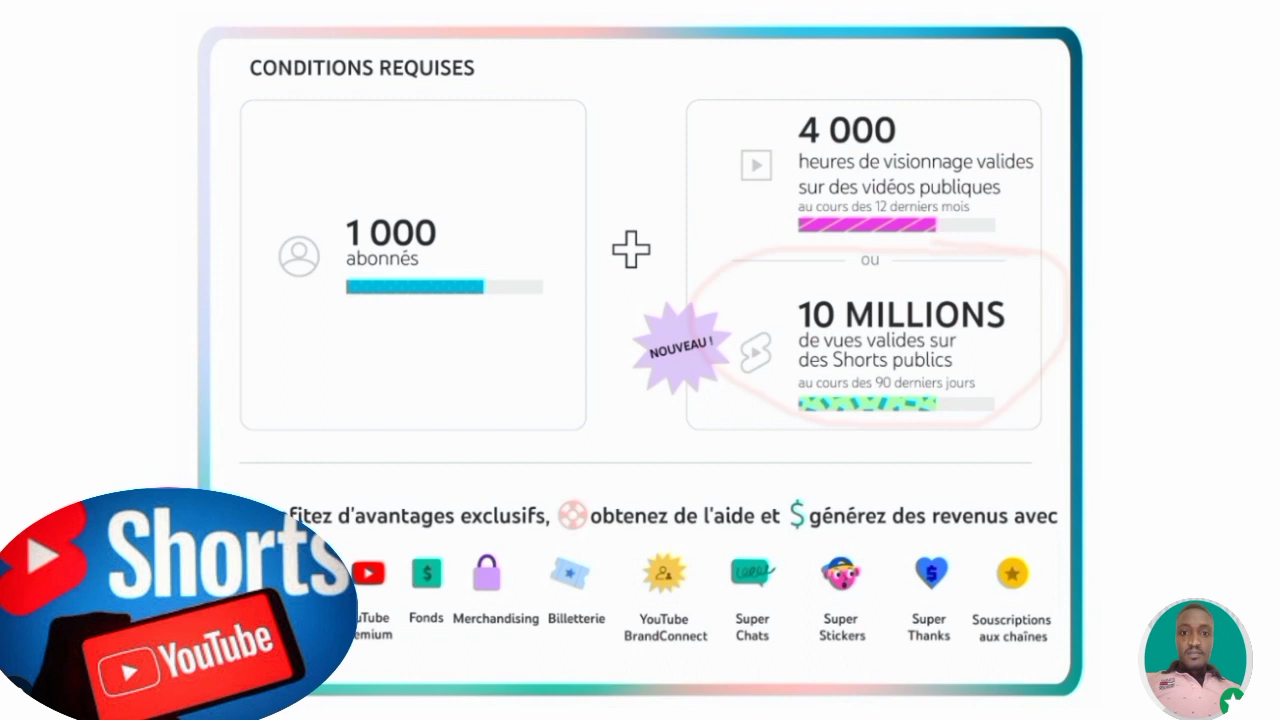 CONDITIONS REQUISES
1 000
abonnés
4 000
heures de visionnage valides
sur des vidéos publiques
au cours des 12 derniers mois
ou
NOUVEAU !
10 MILLIONS
de vues valides sur
des Shorts publics
au cours des 90 derniers jours
fitez d'avantages exclusifs, obtenez de l'aide et $ générez des revenus avec
Shorts
YouTube
uTube
emium
$
Fonds
Merchandising
Billetterie
YouTube
BrandConnect
Super
Chats
Super
Stickers
$
Super
Thanks
Souscriptions
aux chaînes